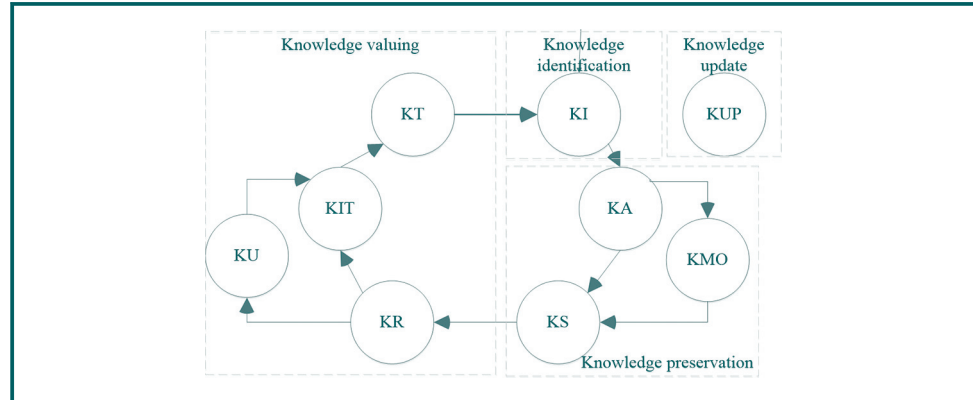 Knowledge valuing
Knowledge
identification
Knowledge
update
KT
KI
KUP
KIT
KA
KU
KMO
KR
KS
Knowledge preservation